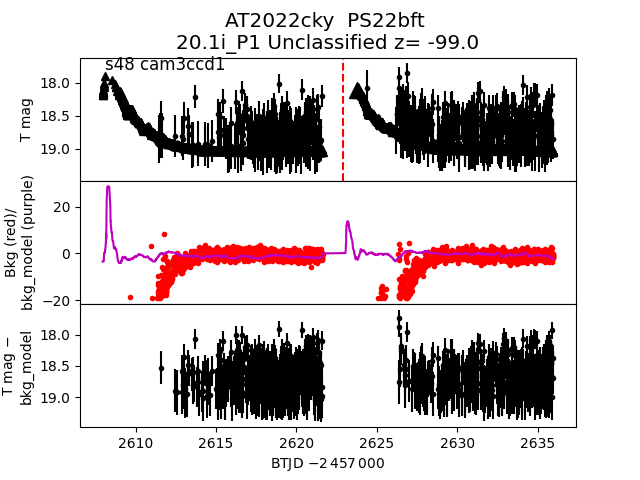 AT2022cky  PS22bft
20.1i_P1 Unclassified z= -99.0
s48 cam3ccd1
T mag
18.0
18.5
19.0
Bkg (red)/
bkg_model (purple)
20
0
−20
T mag −
bkg_model
18.0
18.5
19.0
2610
2615
2620
2625
2630
2635
BTJD −2 457 000